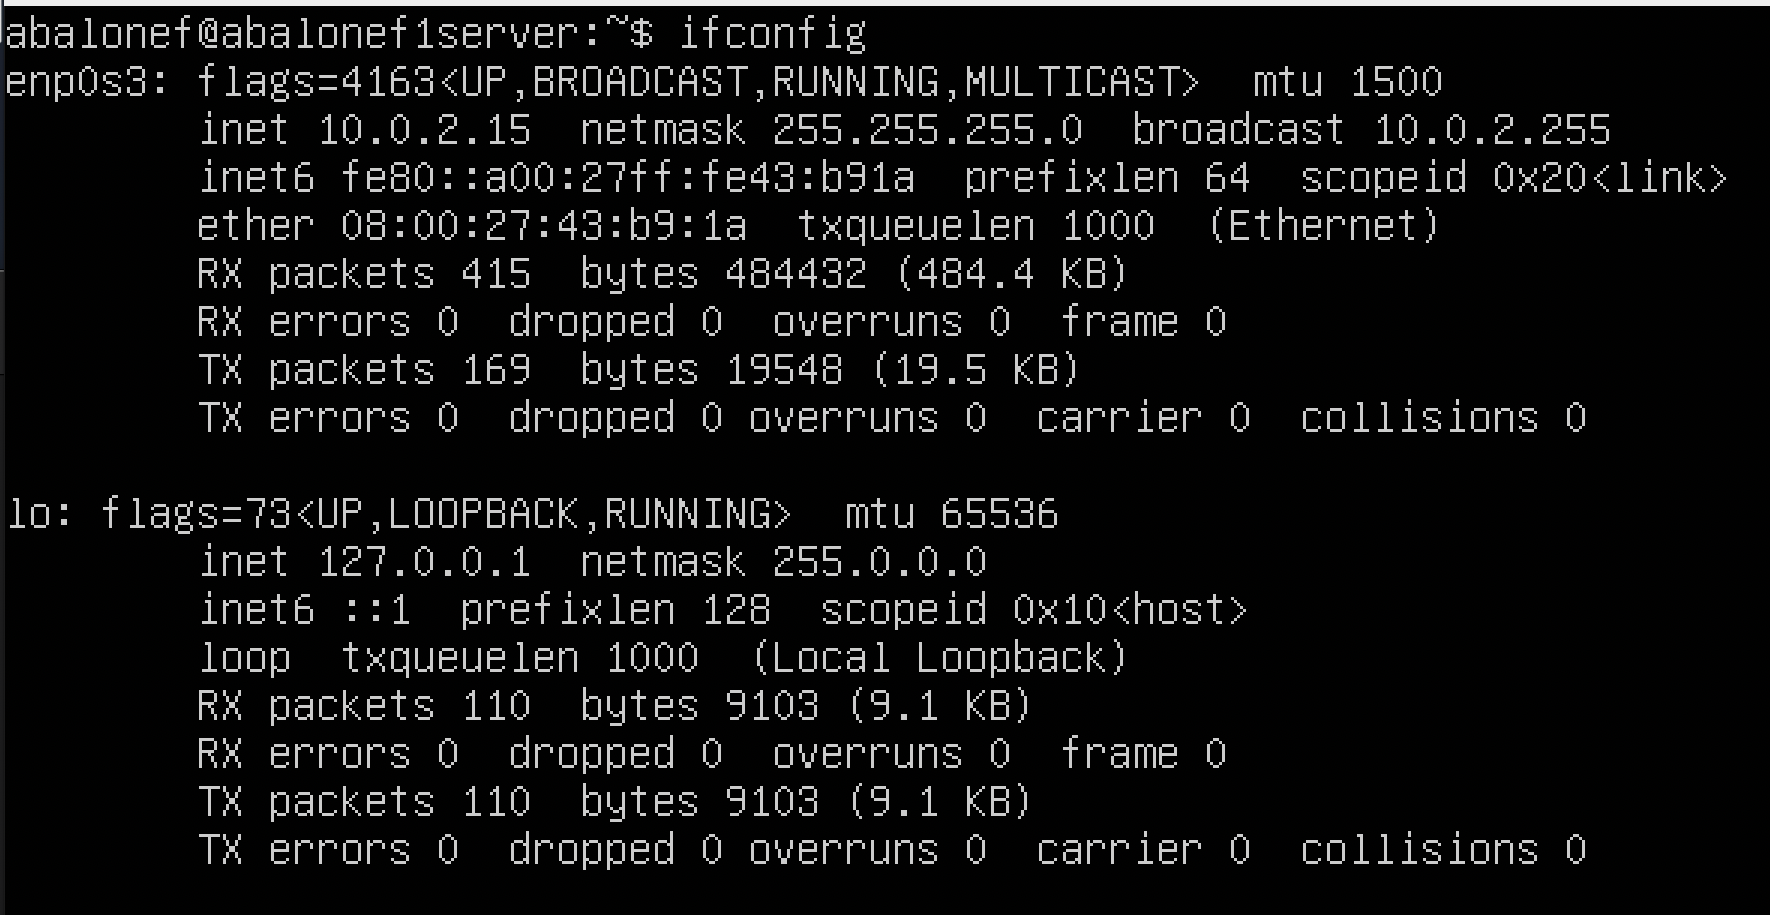 abalonef@abalonef1server:~$ ifconfig
enp0s3: flags=4163<UP,BROADCAST,RUNNING,MULTICAST>  mtu 1500
        inet 10.0.2.15  netmask 255.255.255.0  broadcast 10.0.2.255
        inet6 fe80::a00:27ff:fe43:b91a  prefixlen 64  scopeid 0x20<link>
        ether 08:00:27:43:b9:1a  txqueuelen 1000  (Ethernet)
        RX packets 415  bytes 484432 (484.4 KB)
        RX errors 0  dropped 0  overruns 0  frame 0
        TX packets 169  bytes 19548 (19.5 KB)
        TX errors 0  dropped 0 overruns 0  carrier 0  collisions 0

lo: flags=73<UP,LOOPBACK,RUNNING>  mtu 65536
        inet 127.0.0.1  netmask 255.0.0.0
        inet6 ::1  prefixlen 128  scopeid 0x10<host>
        loop  txqueuelen 1000  (Local Loopback)
        RX packets 110  bytes 9103 (9.1 KB)
        RX errors 0  dropped 0  overruns 0  frame 0
        TX packets 110  bytes 9103 (9.1 KB)
        TX errors 0  dropped 0 overruns 0  carrier 0  collisions 0